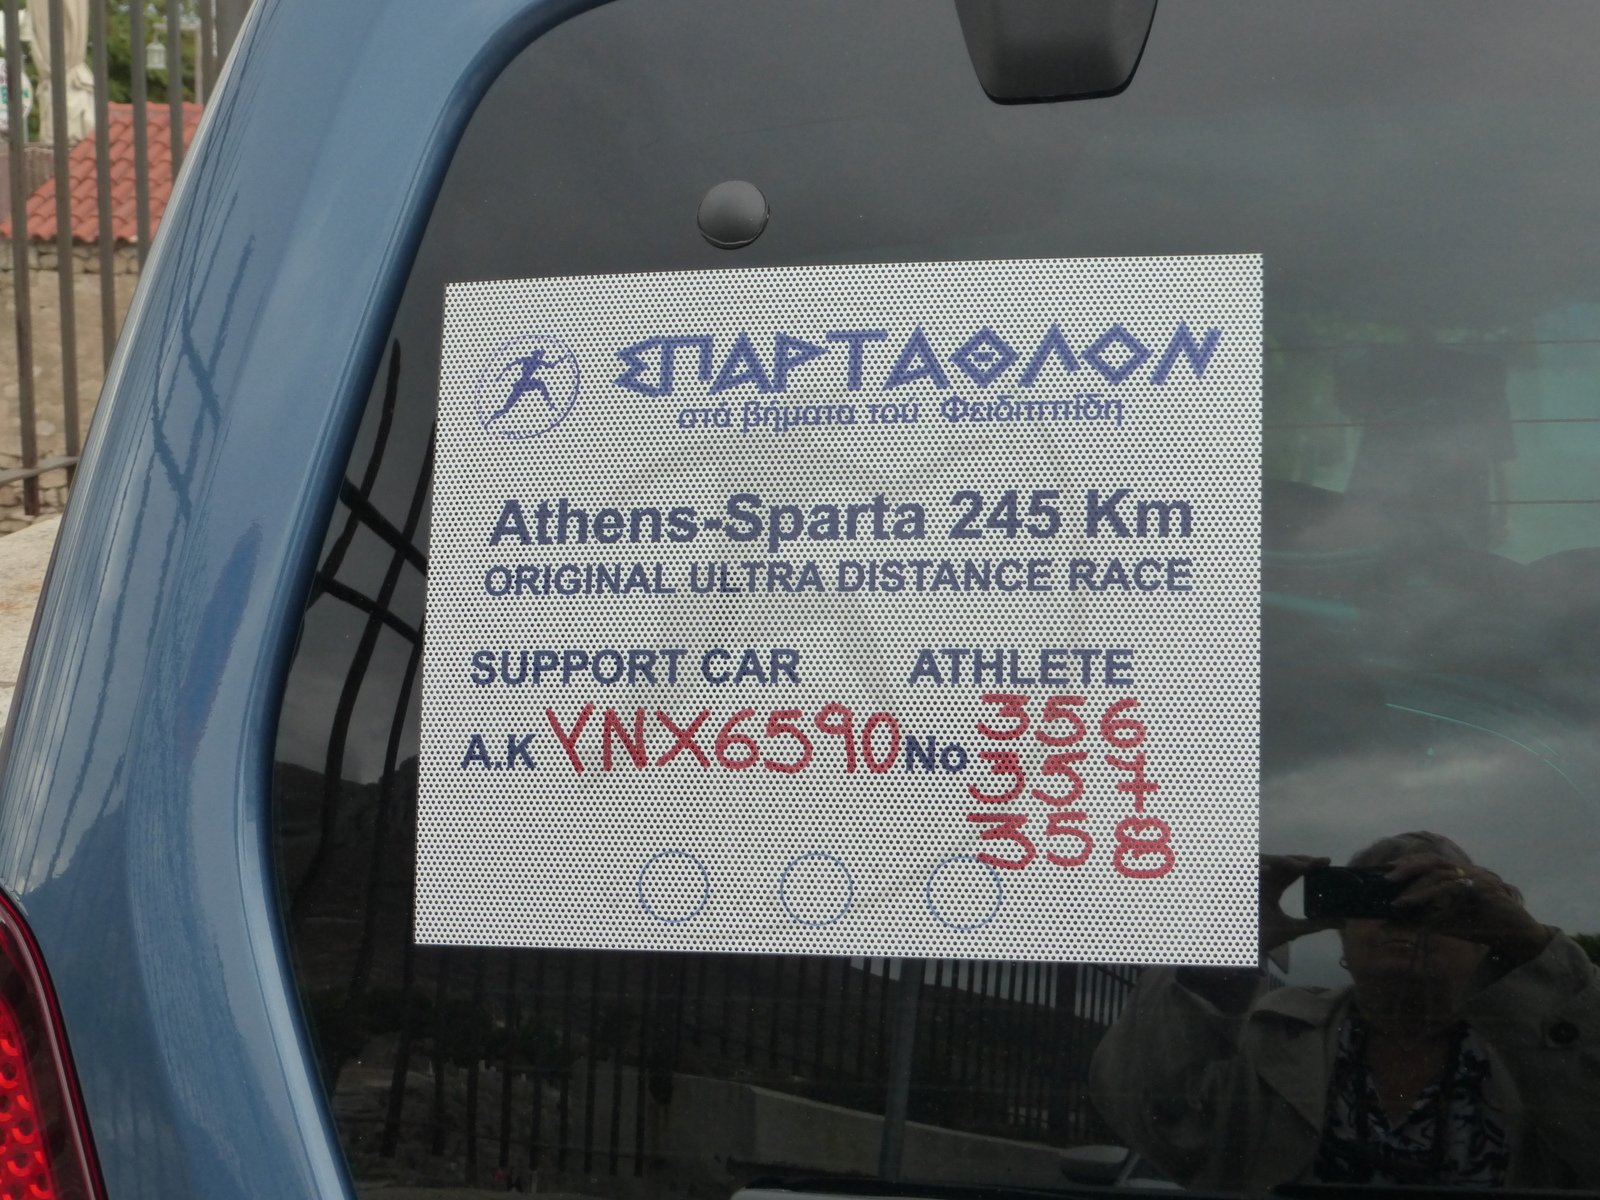 ΣΠΑΡΤΑΘΛΟΝ
στά βήματα τού Φειδιππίδη
Athens-Sparta 245 Km
ORIGINAL ULTRA DISTANCE RACE
SUPPORT CAR ATHLETE
A.K YNX6590 No 356
357
358